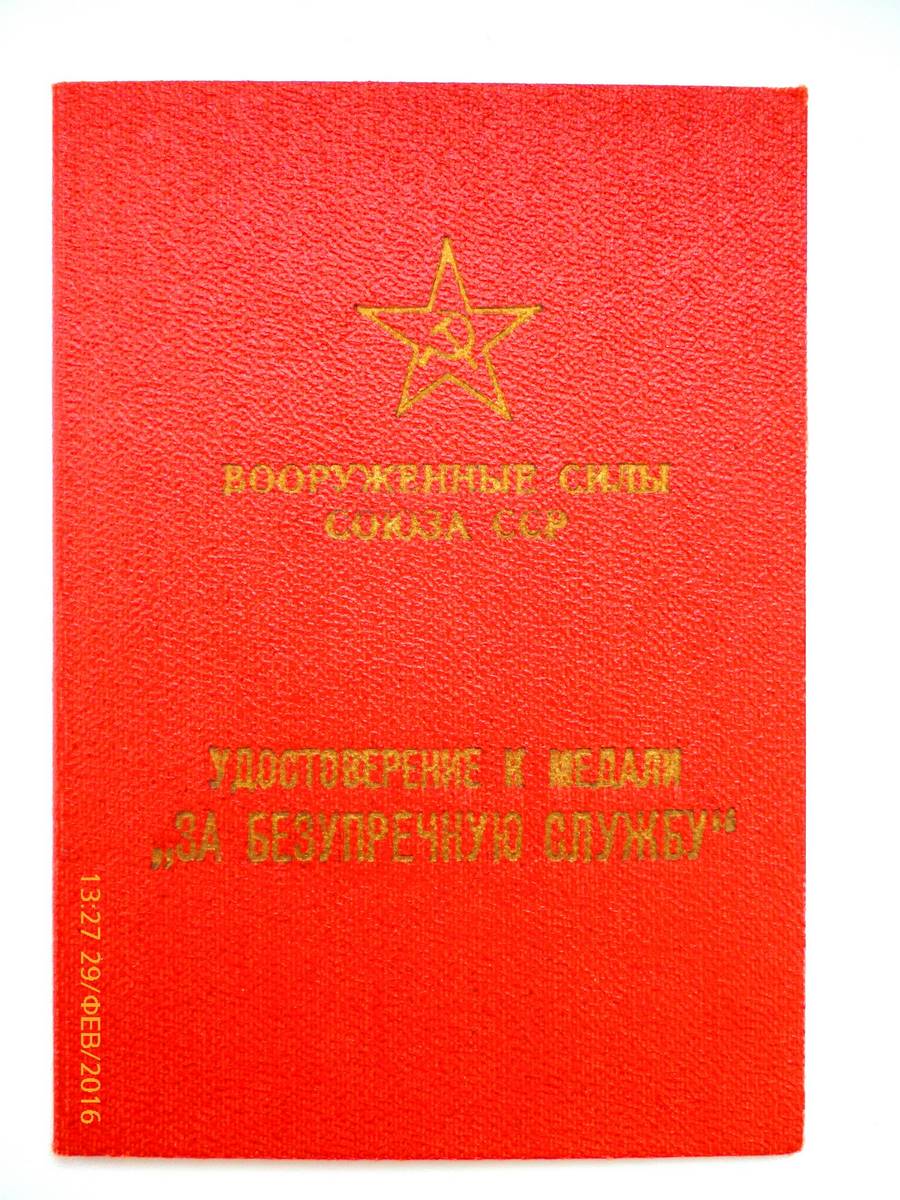 ВООРУЖЕННЫЕ СИЛЫ
СОЮЗА ССР
УДОСТОВЕРЕНИЕ К МЕДАЛИ
„ЗА БЕЗУПРЕЧНУЮ СЛУЖБУ“
13:27 29/ФЕВ/2016